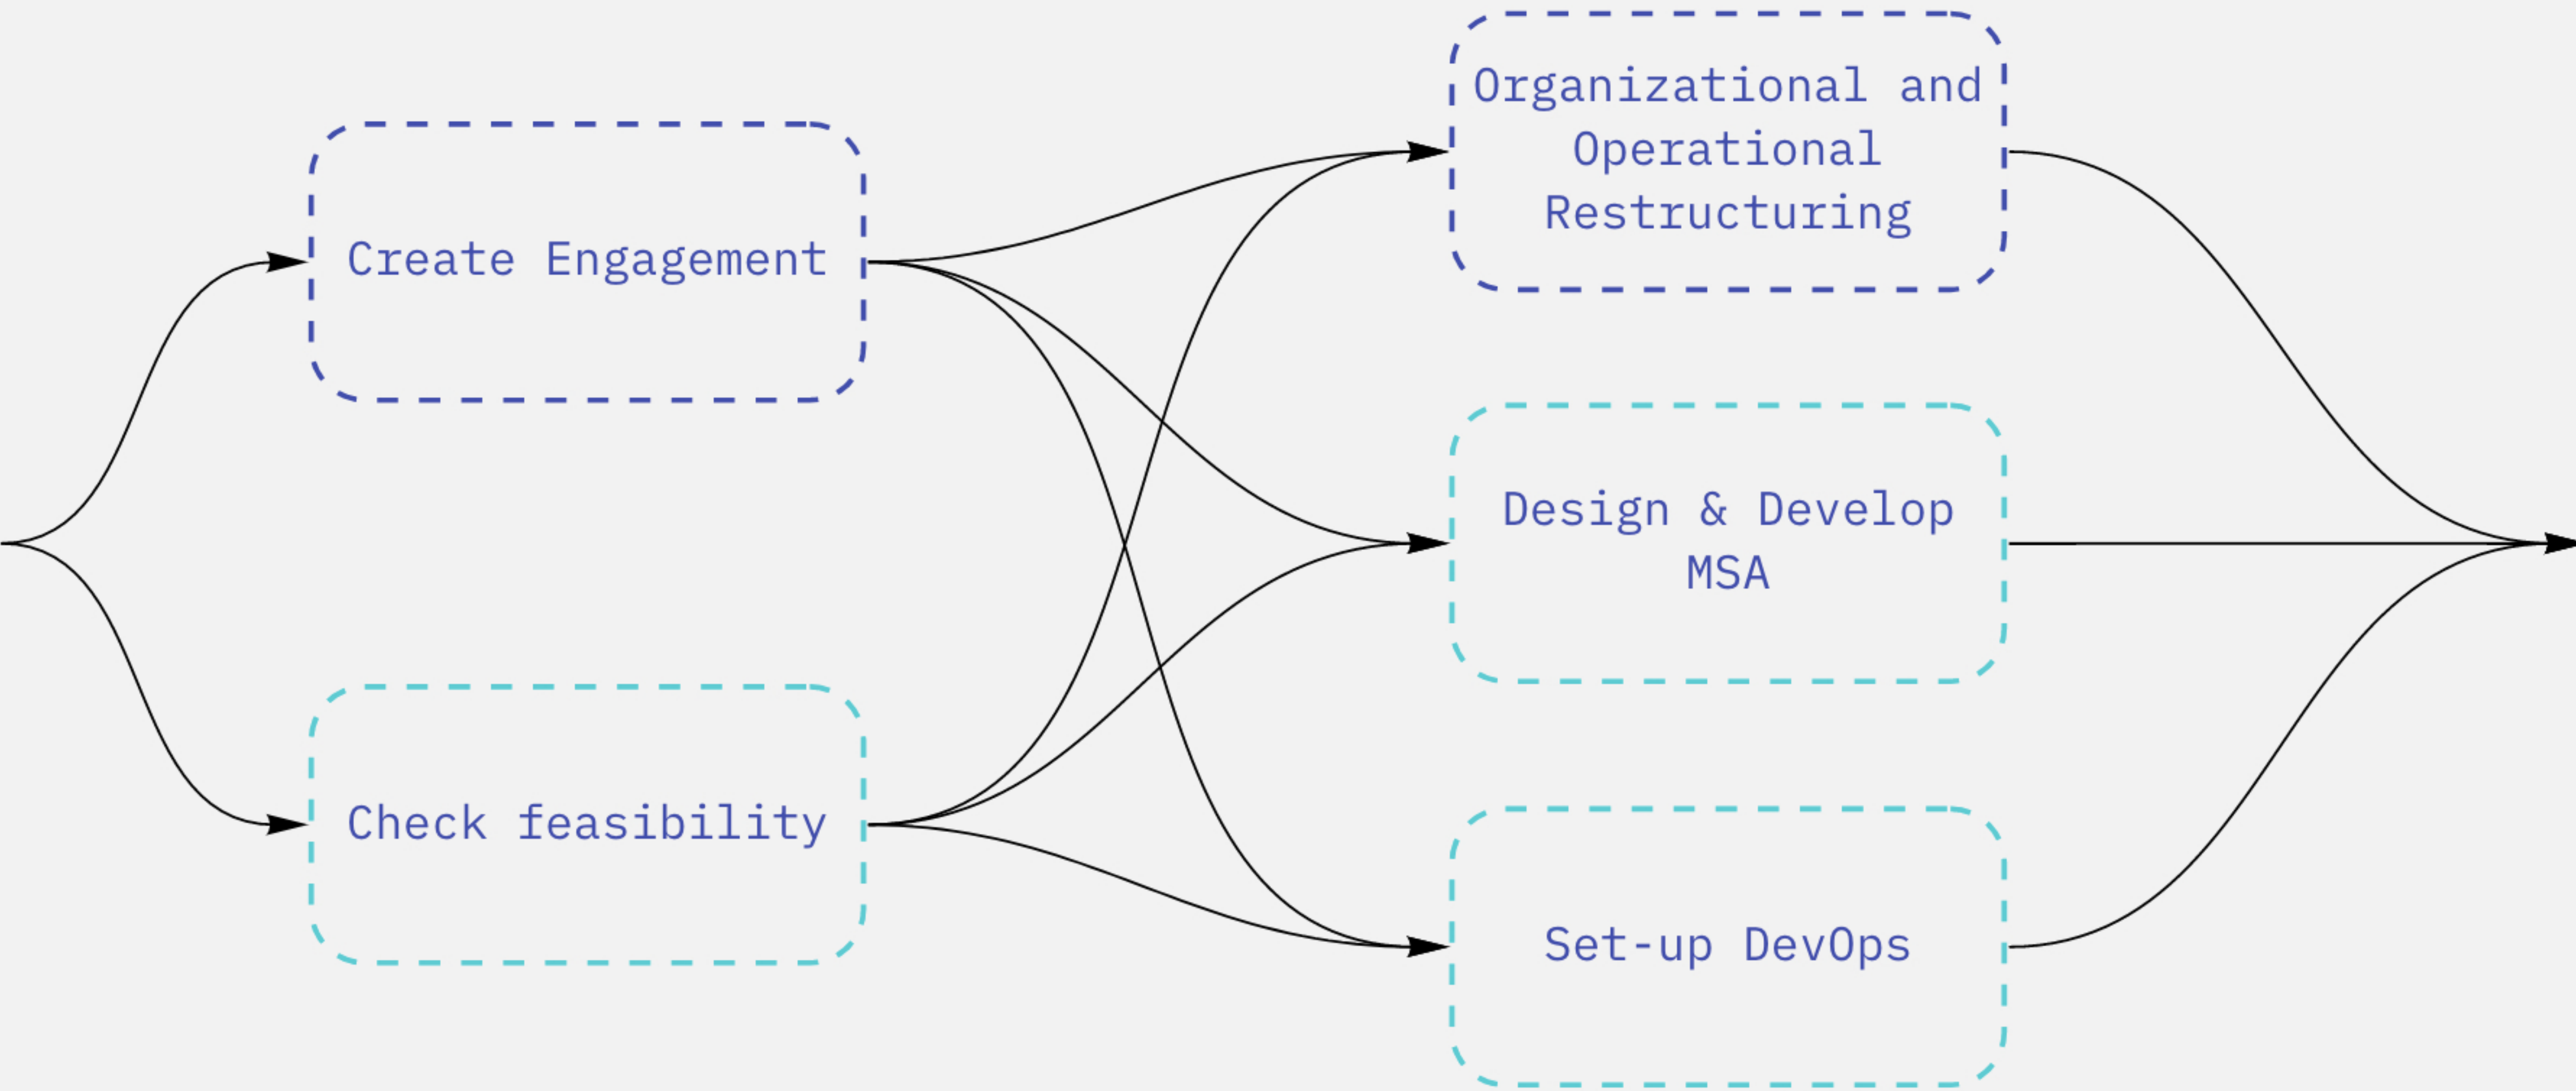 Create Engagement
Check feasibility
Organizational and
Operational
Restructuring
Design & Develop
MSA
Set-up DevOps